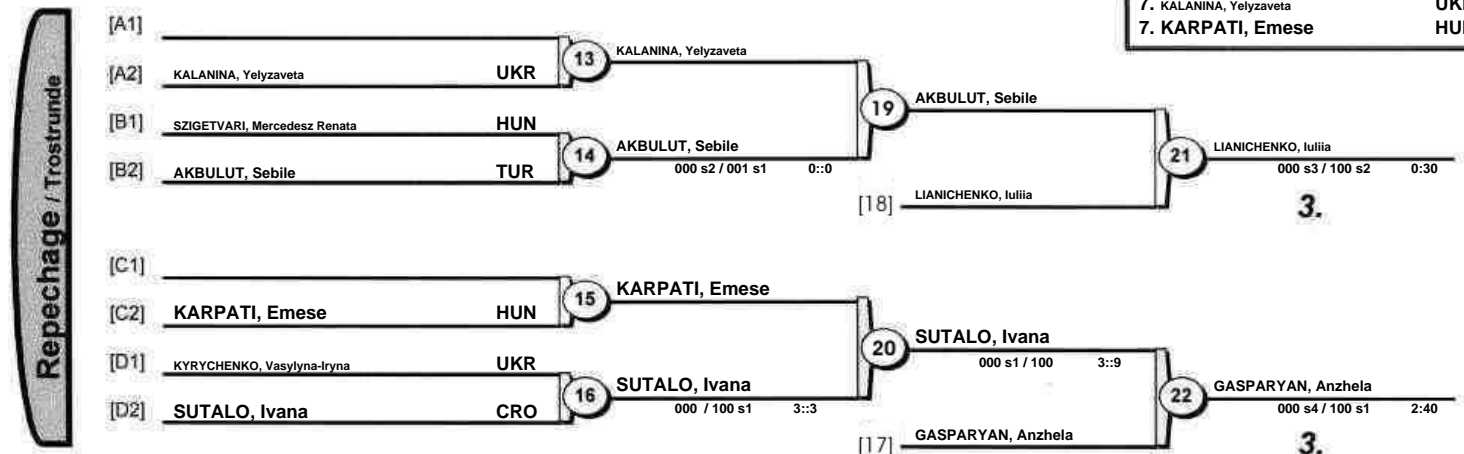 7. KALANINA, Yelyzaveta
7. KARPATI, Emese HUN
Repechage / Trostrunde
[A1]
[A2] KALANINA, Yelyzaveta UKR
13 KALANINA, Yelyzaveta
[B1] SZIGETVARI, Mercedesz Renata HUN
[B2] AKBULUT, Sebile TUR
14 AKBULUT, Sebile
000 s2 / 001 s1 0::0
19 AKBULUT, Sebile
[18] LIANICHENKO, Iuliia
21 LIANICHENKO, Iuliia
000 s3 / 100 s2 0:30
3.
[C1]
[C2] KARPATI, Emese HUN
15 KARPATI, Emese
[D1] KYRYCHENKO, Vasylyna-Iryna UKR
[D2] SUTALO, Ivana CRO
16 SUTALO, Ivana
000 / 100 s1 3::3
20 SUTALO, Ivana
000 s1 / 100 3::9
[17] GASPARYAN, Anzhela
22 GASPARYAN, Anzhela
000 s4 / 100 s1 2:40
3.